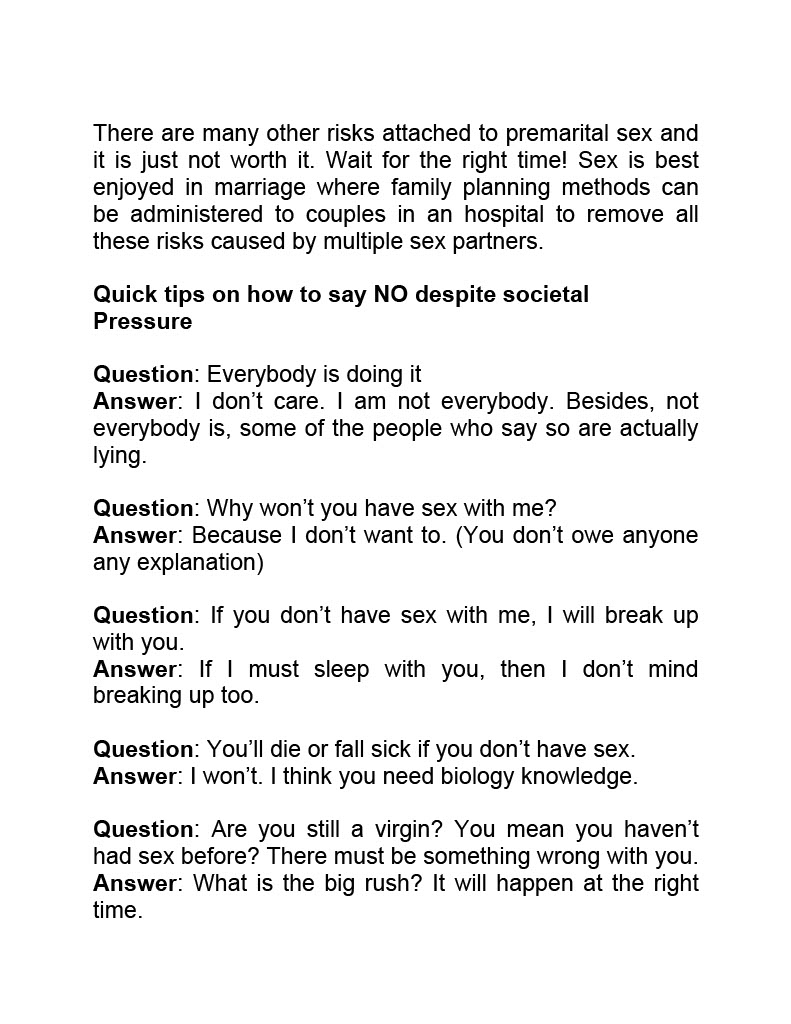 There are many other risks attached to premarital sex and
it is just not worth it. Wait for the right time! Sex is best
enjoyed in marriage where family planning methods can
be administered to couples in an hospital to remove all
these risks caused by multiple sex partners.
Quick tips on how to say NO despite societal
Pressure
Question: Everybody is doing it
Answer: I don’t care. I am not everybody. Besides, not
everybody is, some of the people who say so are actually
lying.
Question: Why won’t you have sex with me?
Answer: Because I don’t want to. (You don’t owe anyone
any explanation)
Question: If you don’t have sex with me, I will break up
with you.
Answer: If I must sleep with you, then I don’t mind
breaking up too.
Question: You’ll die or fall sick if you don’t have sex.
Answer: I won’t. I think you need biology knowledge.
Question: Are you still a virgin? You mean you haven’t
had sex before? There must be something wrong with you.
Answer: What is the big rush? It will happen at the right
time.